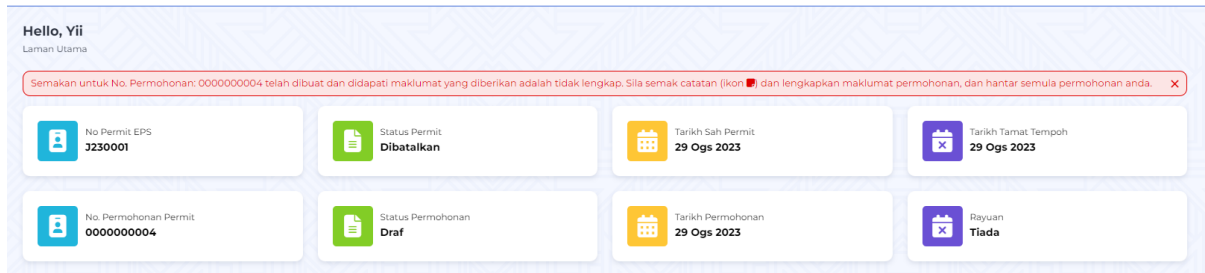 Hello, Yii
Laman Utama
Semakan untuk No. Permohonan: 0000000004 telah dibuat dan didapati maklumat yang diberikan adalah tidak lengkap. Sila semak catatan (ikon ) dan lengkapkan maklumat permohonan, dan hantar semula permohonan anda.
No Permit EPS
J230001
Status Permit
Dibatalkan
Tarikh Sah Permit
29 Ogs 2023
Tarikh Tamat Tempoh
29 Ogs 2023
No. Permohonan Permit
0000000004
Status Permohonan
Draf
Tarikh Permohonan
29 Ogs 2023
Rayuan
Tiada